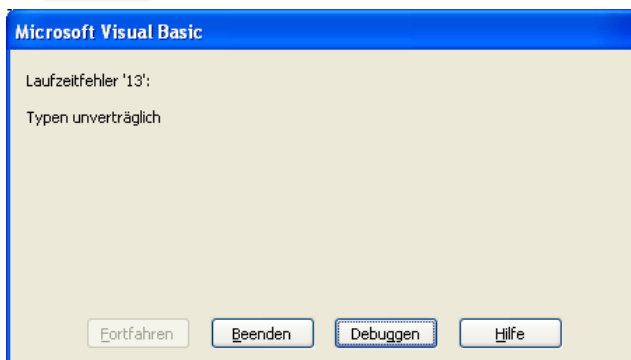 Microsoft Visual Basic
Laufzeitfehler '13':
Typen unverträglich
Fortfahren
Beenden
Debuggen
Hilfe